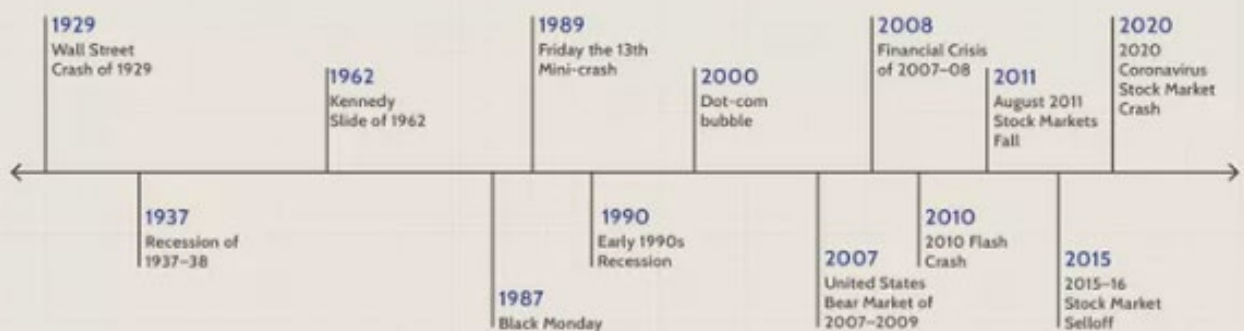 1929
Wall Street
Crash of 1929
1937
Recession of
1937–38
1962
Kennedy
Slide of 1962
1987
Black Monday
1989
Friday the 13th
Mini-crash
1990
Early 1990s
Recession
2000
Dot-com
bubble
2007
United States
Bear Market of
2007–2009
2008
Financial Crisis
of 2007–08
2010
2010 Flash
Crash
2011
August 2011
Stock Markets
Fall
2015
2015–16
Stock Market
Selloff
2020
2020
Coronavirus
Stock Market
Crash